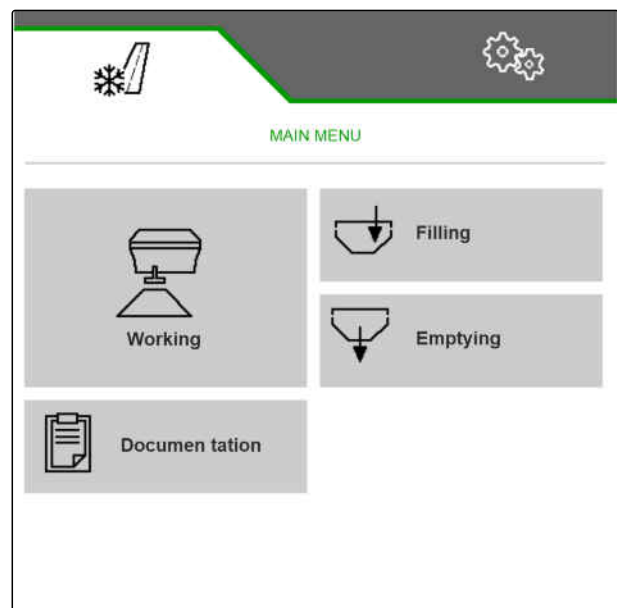 MAIN MENU
Working
Filling
Emptying
Documen tation